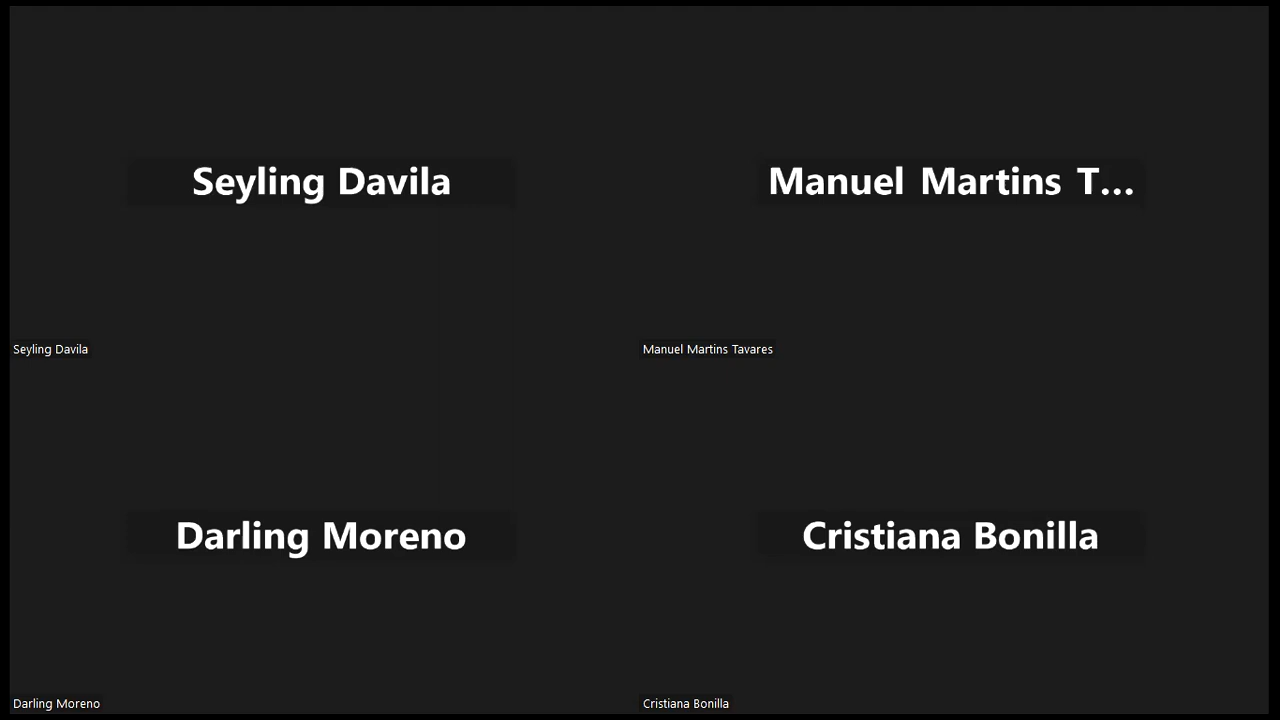 Seyling Davila
Manuel Martins T...
Seyling Davila
Manuel Martins Tavares
Darling Moreno
Cristiana Bonilla
Darling Moreno
Cristiana Bonilla